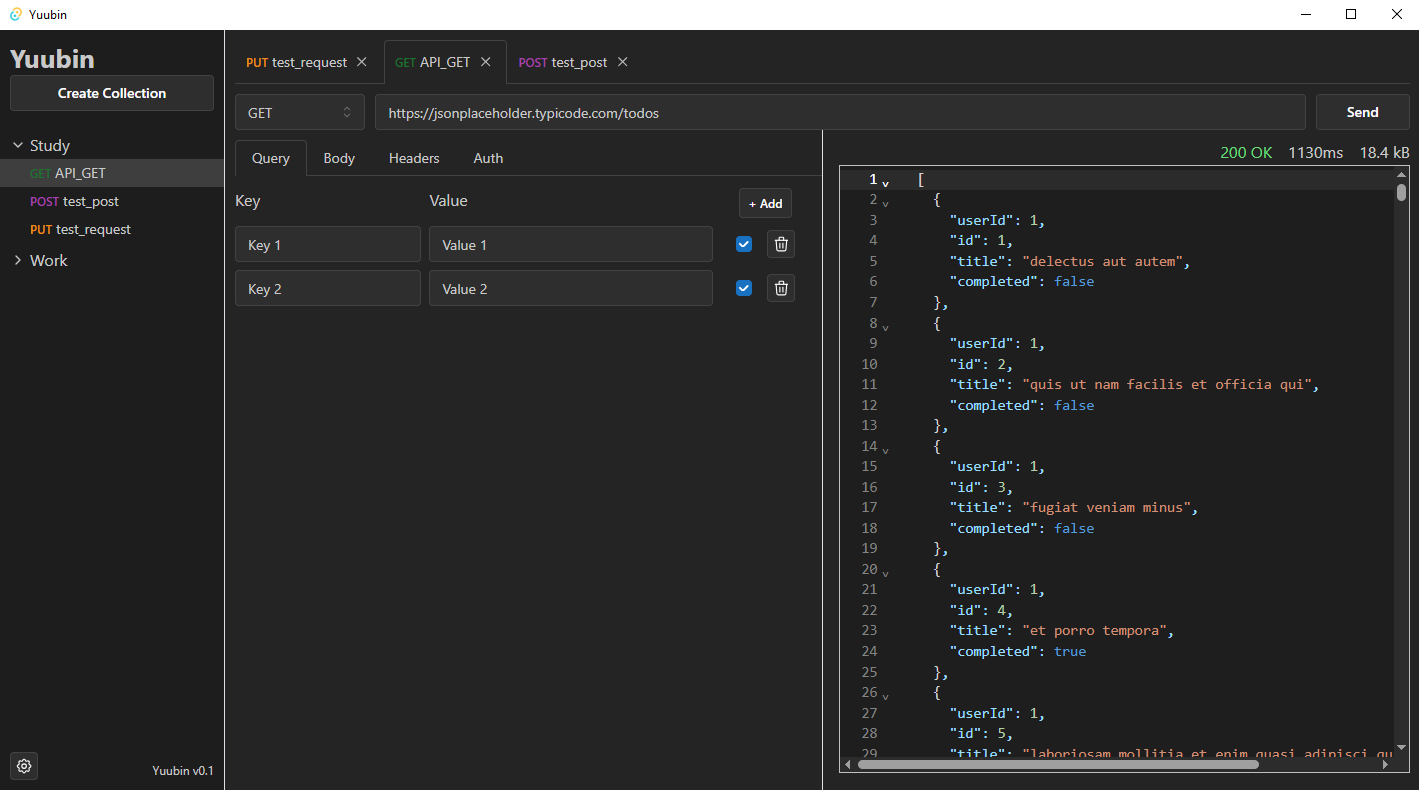 Yuubin
Yuubin
Create Collection
Study
GET API_GET
POST test_post
PUT test_request
Work
Yuubin v0.1
PUT test_request
GET API_GET
POST test_post
GET
https://jsonplaceholder.typicode.com/todos
Send
Query Body Headers Auth
Key Value + Add
Key 1 Value 1
Key 2 Value 2
200 OK 1130ms 18.4 kB
1 [
2 {
3 "userId": 1,
4 "id": 1,
5 "title": "delectus aut autem",
6 "completed": false
7 },
8 {
9 "userId": 1,
10 "id": 2,
11 "title": "quis ut nam facilis et officia qui",
12 "completed": false
13 },
14 {
15 "userId": 1,
16 "id": 3,
17 "title": "fugiat veniam minus",
18 "completed": false
19 },
20 {
21 "userId": 1,
22 "id": 4,
23 "title": "et porro tempora",
24 "completed": true
25 },
26 {
27 "userId": 1,
28 "id": 5,
29 "title": "laboriosam mollitia et enim quasi adipisci qu